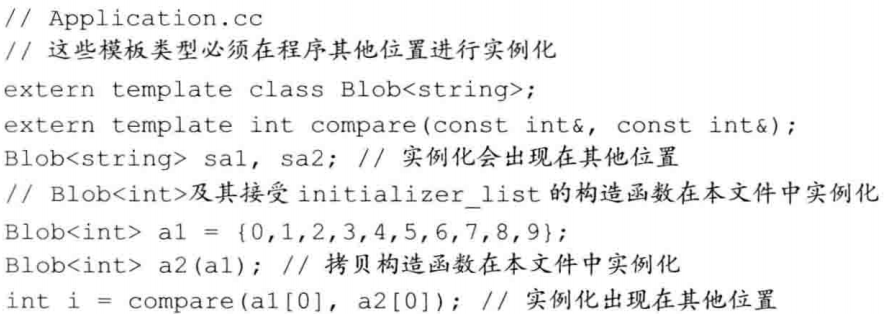 // Application.cc
// 这些模板类型必须在程序其他位置进行实例化
extern template class Blob<string>;
extern template int compare(const int&, const int&);
Blob<string> sa1, sa2; // 实例化会出现在其他位置
// Blob<int>及其接受 initializer_list 的构造函数在本文件中实例化
Blob<int> a1 = {0,1,2,3,4,5,6,7,8,9};
Blob<int> a2(a1); // 拷贝构造函数在本文件中实例化
int i = compare(a1[0], a2[0]); // 实例化出现在其他位置